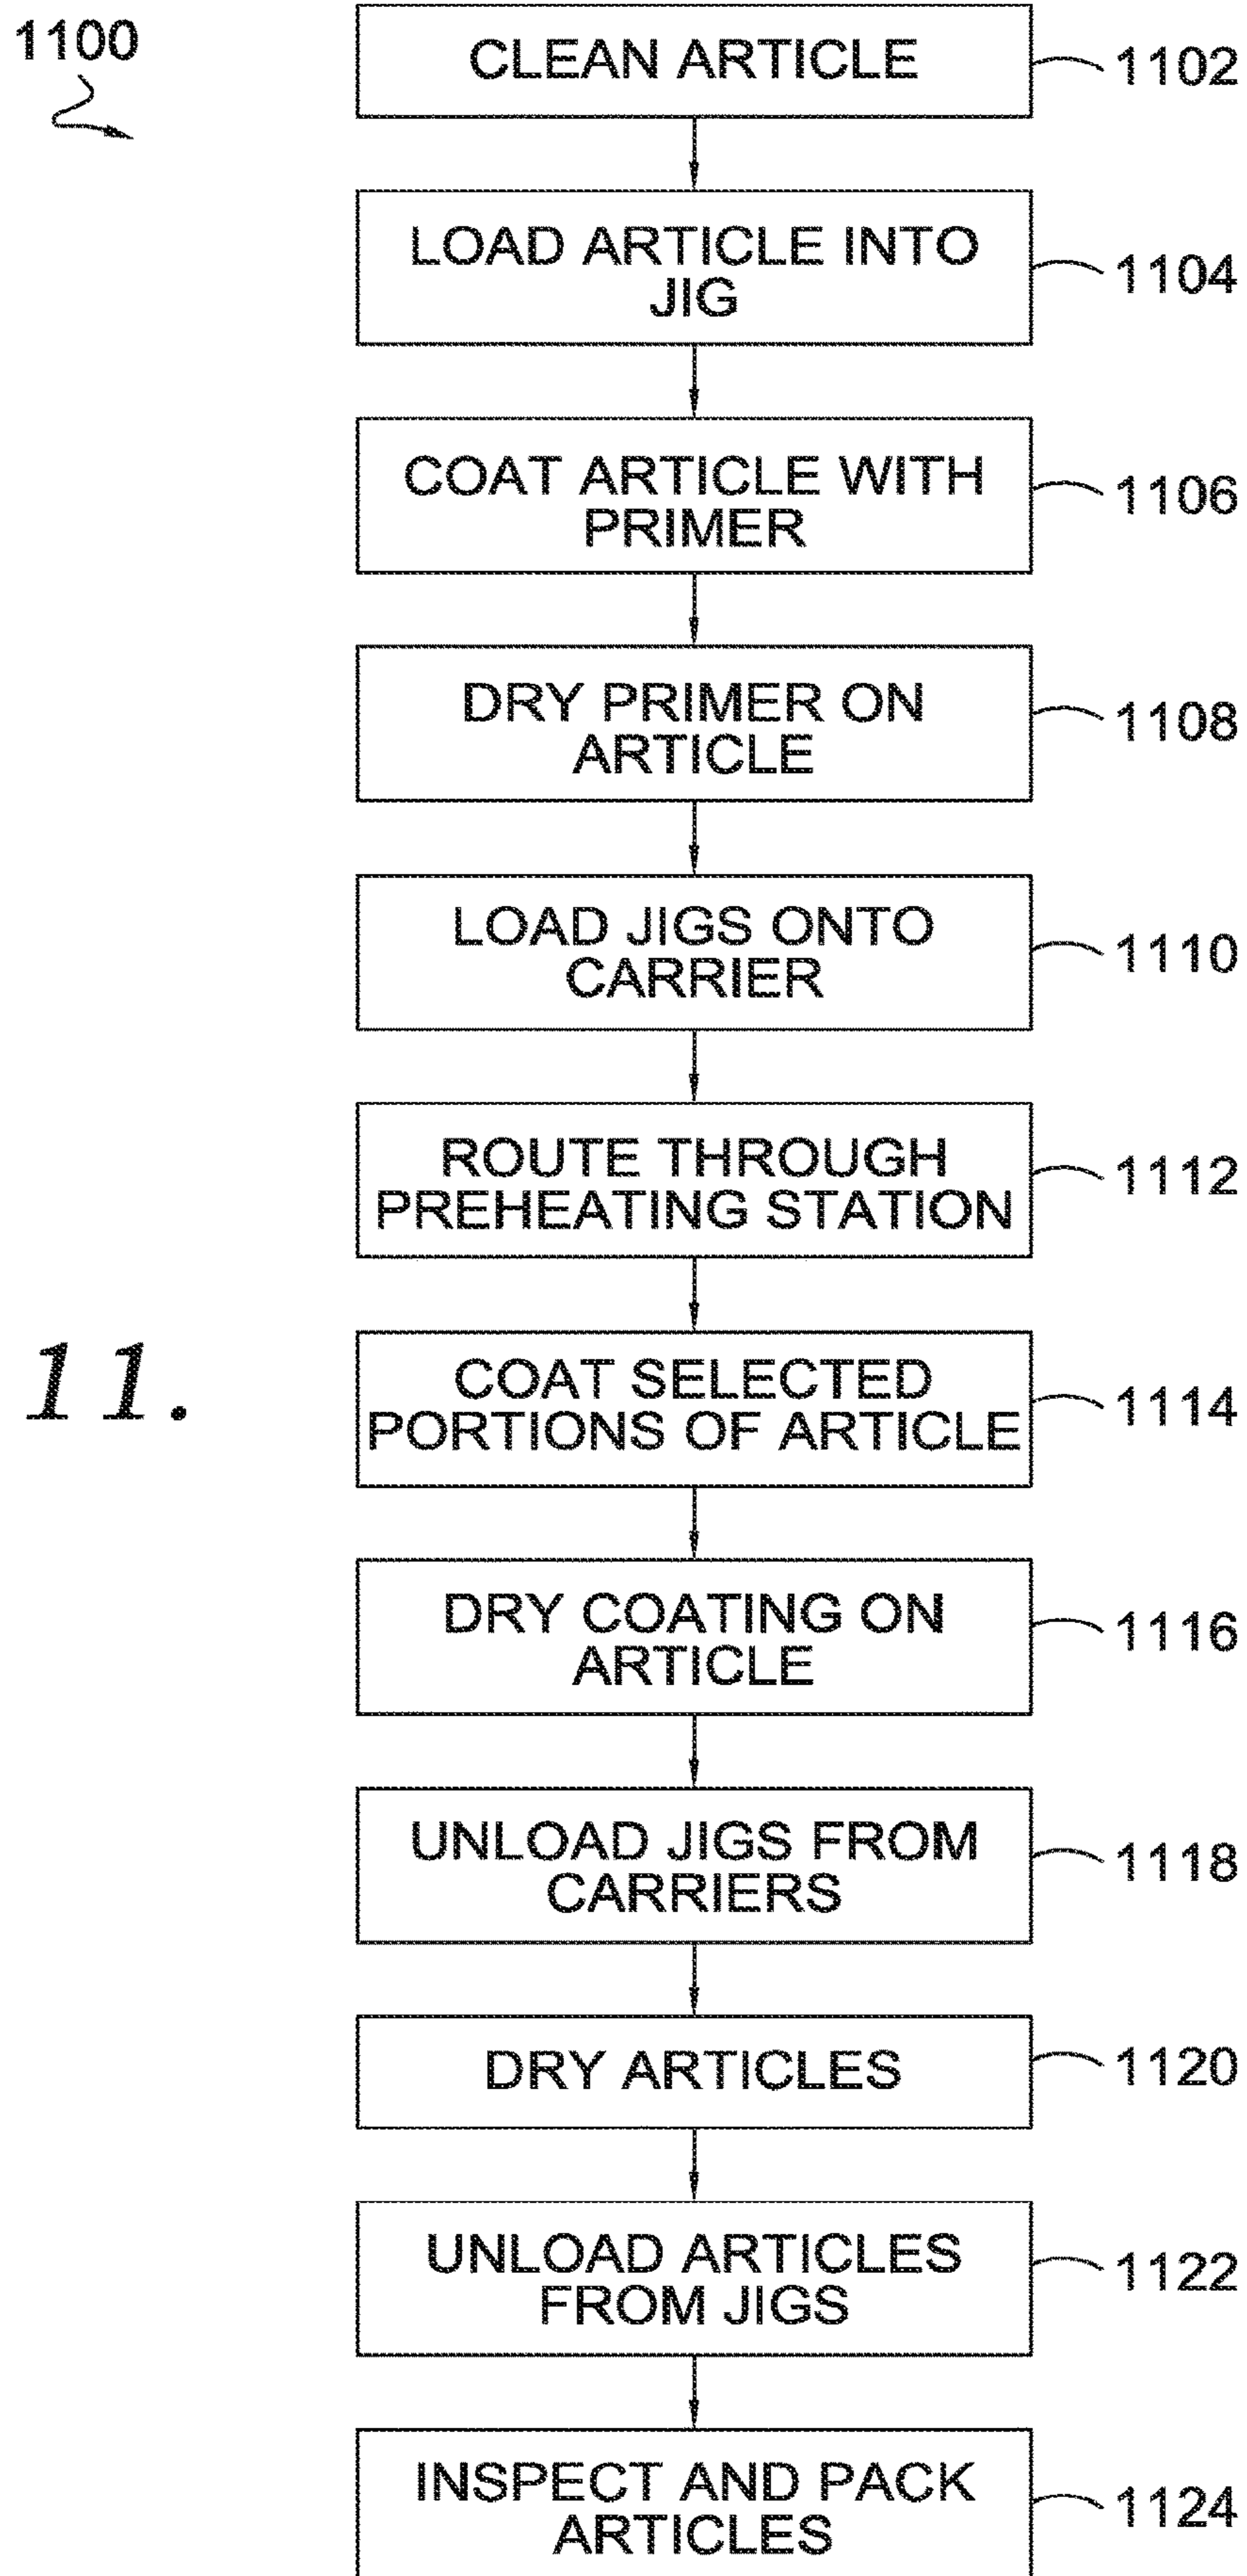 1100
CLEAN ARTICLE
1102
LOAD ARTICLE INTO
JIG
1104
COAT ARTICLE WITH
PRIMER
1106
DRY PRIMER ON
ARTICLE
1108
LOAD JIGS ONTO
CARRIER
1110
ROUTE THROUGH
PREHEATING STATION
1112
11.
COAT SELECTED
PORTIONS OF ARTICLE
1114
DRY COATING ON
ARTICLE
1116
UNLOAD JIGS FROM
CARRIERS
1118
DRY ARTICLES
1120
UNLOAD ARTICLES
FROM JIGS
1122
INSPECT AND PACK
ARTICLES
1124